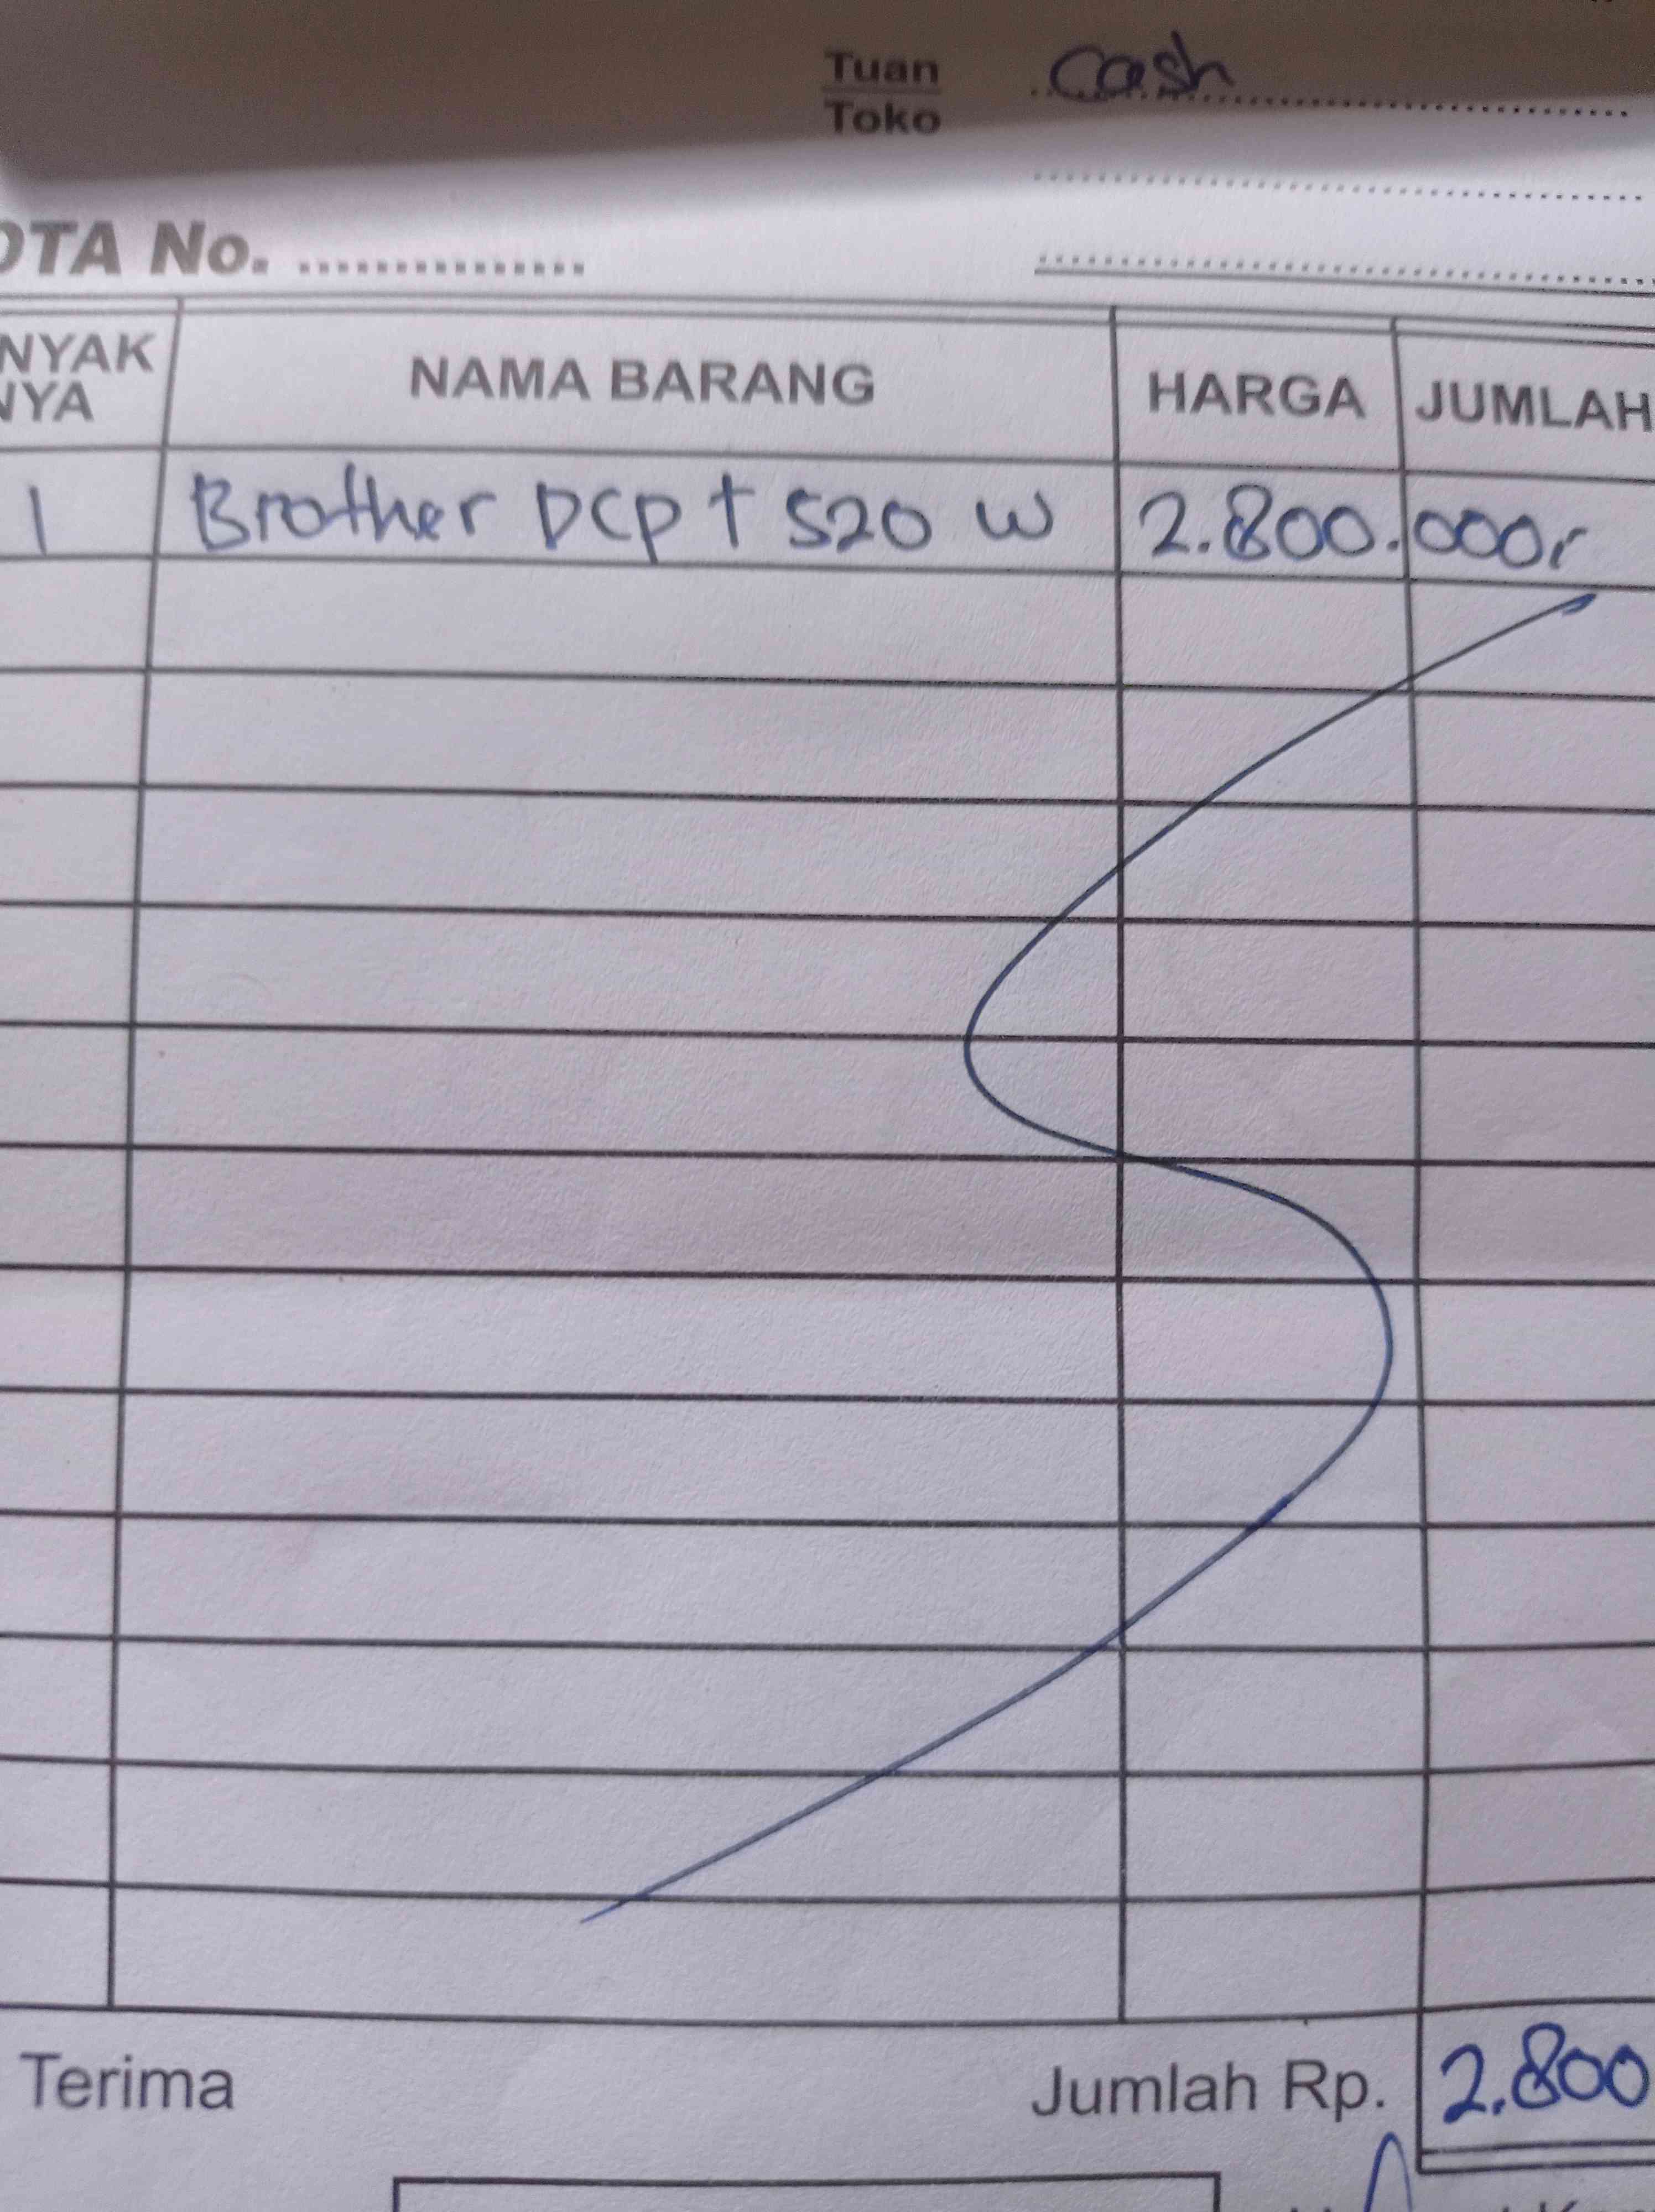 Tuan Cash
Toko
OTA No. ................
NYAK NYA NAMA BARANG HARGA JUMLAH
1 Brother DCP T 520 W 2.800.000,-
Terima Jumlah Rp. 2.800